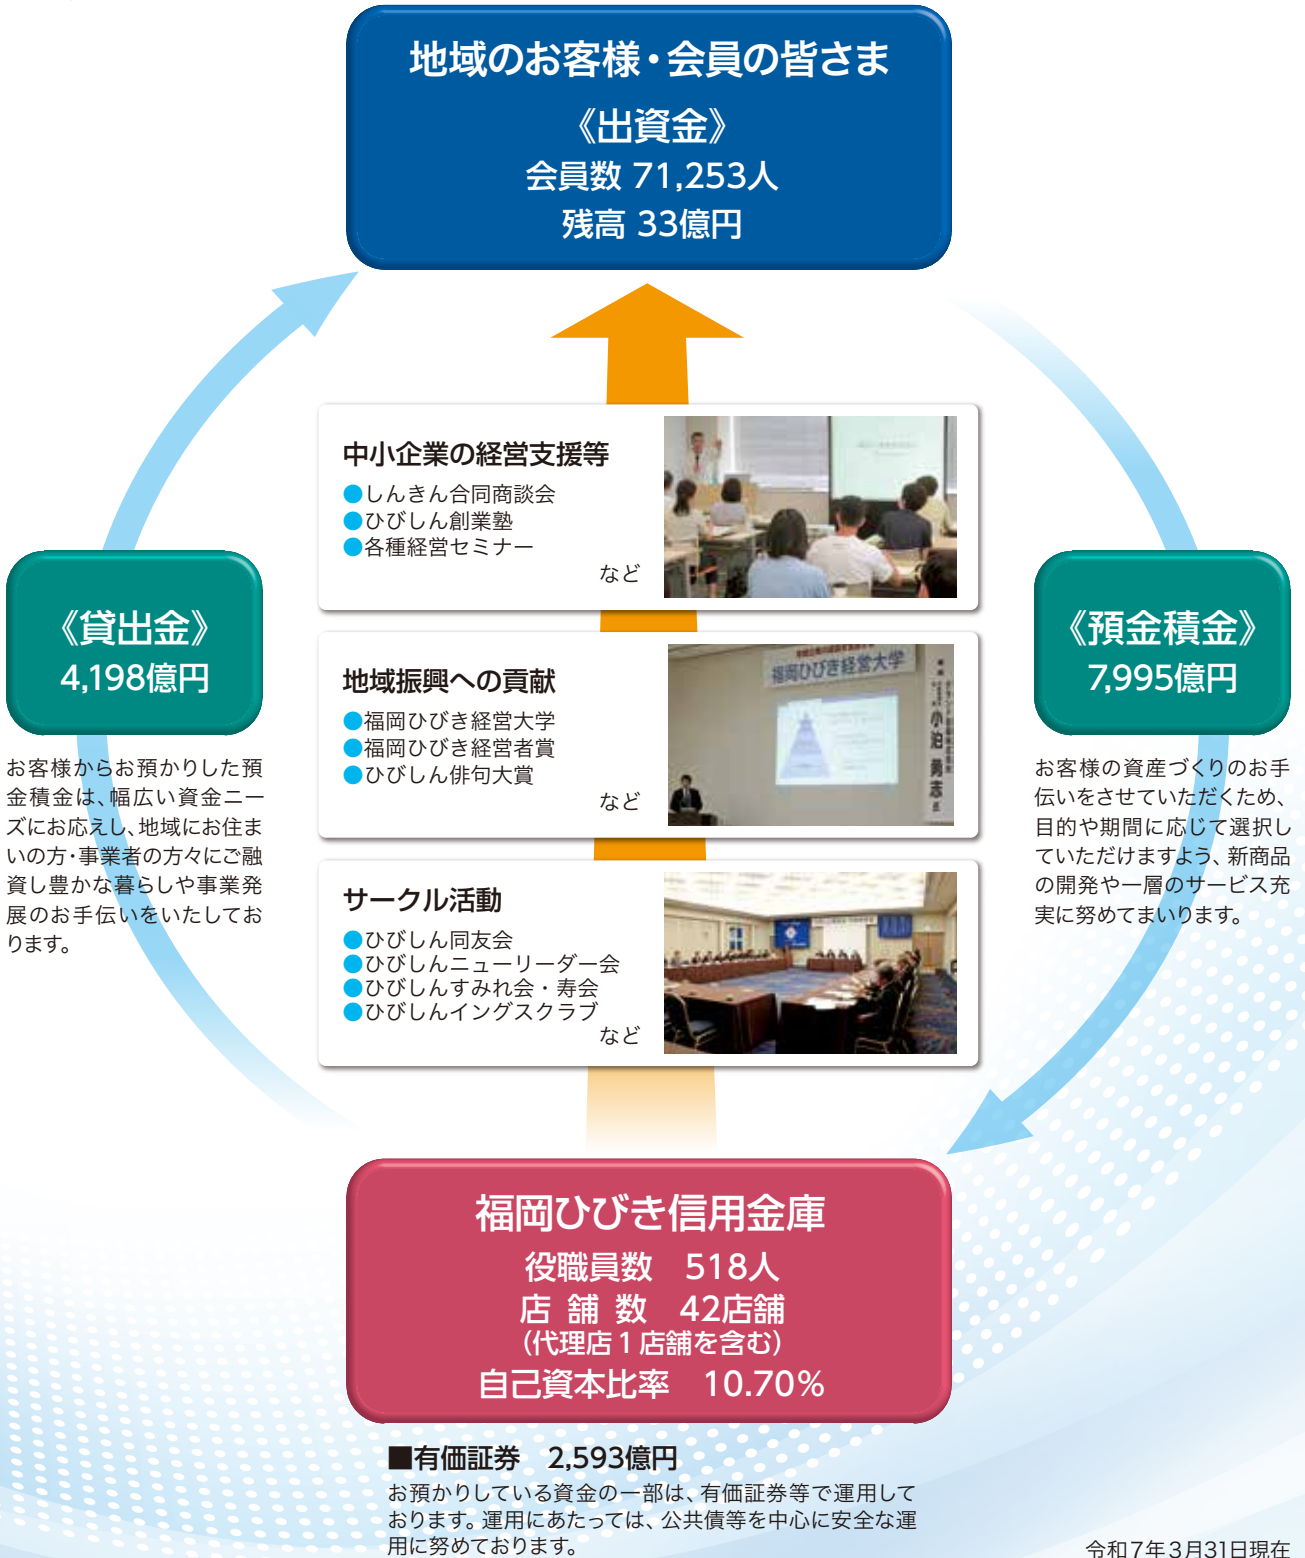 地域のお客様・会員の皆さま
《出資金》
会員数 71,253人
残高 33億円
中小企業の経営支援等
●しんきん合同商談会
●ひびしん創業塾
●各種経営セミナー
など
《貸出金》
4,198億円
お客様からお預かりした預
金積金は、幅広い資金ニー
ズにお応えし、地域にお住ま
いの方・事業者の方々にご融
資し豊かな暮らしや事業発
展のお手伝いをいたしてお
ります。
地域振興への貢献
●福岡ひびき経営大学
●福岡ひびき経営者賞
●ひびしん俳句大賞
など
福岡ひびき経営大学
小泊勇志
《預金積金》
7,995億円
お客様の資産づくりのお手
伝いをさせていただくため、
目的や期間に応じて選択し
ていただけますよう、新商品
の開発や一層のサービス充
実に努めてまいります。
サークル活動
●ひびしん同友会
●ひびしんニューリーダー会
●ひびしんすみれ会・寿会
●ひびしんイングスクラブ
など
福岡ひびき信用金庫
役職員数 518人
店舗数 42店舗
(代理店1店舗を含む)
自己資本比率 10.70%
■有価証券 2,593億円
お預かりしている資金の一部は、有価証券等で運用して
おります。運用にあたっては、公共債等を中心に安全な運
用に努めております。
令和7年3月31日現在